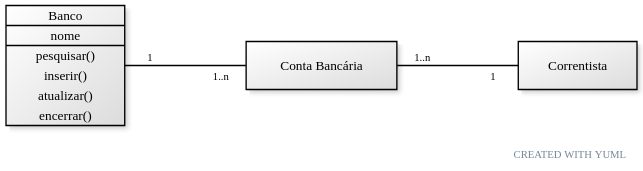 Banco
nome
pesquisar()
inserir()
atualizar()
encerrar()
1
1..n
Conta Bancária
1..n
1
Correntista
CREATED WITH YUML